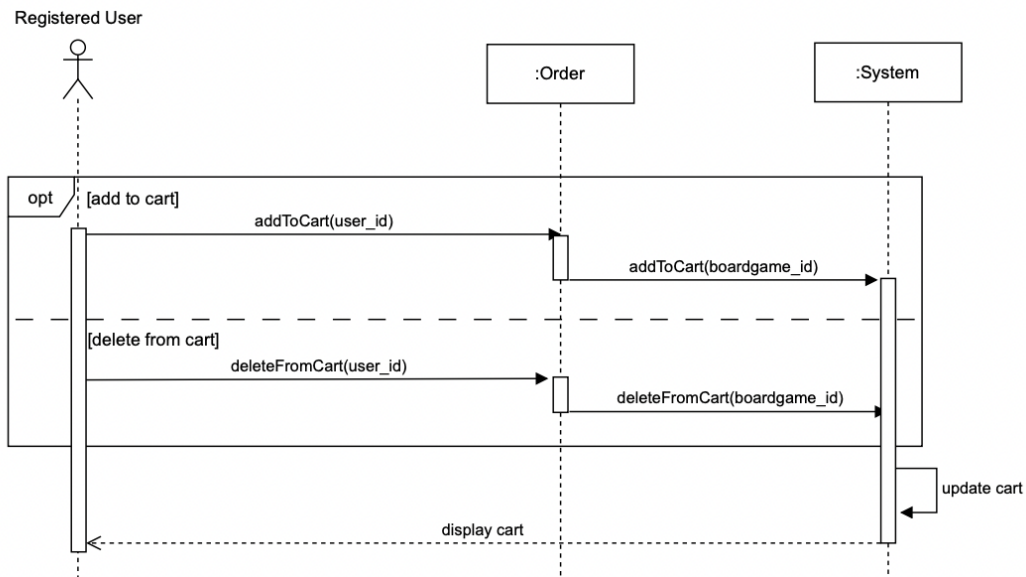 Registered User
:Order
:System
opt
[add to cart]
addToCart(user_id)
addToCart(boardgame_id)
[delete from cart]
deleteFromCart(user_id)
deleteFromCart(boardgame_id)
update cart
display cart